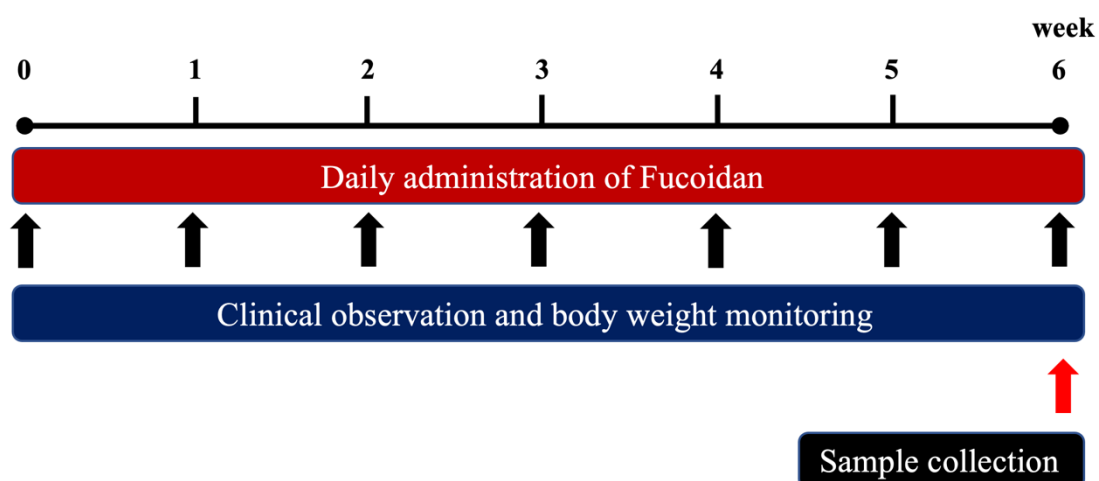 week
0 1 2 3 4 5 6
Daily administration of Fucoidan
Clinical observation and body weight monitoring
Sample collection